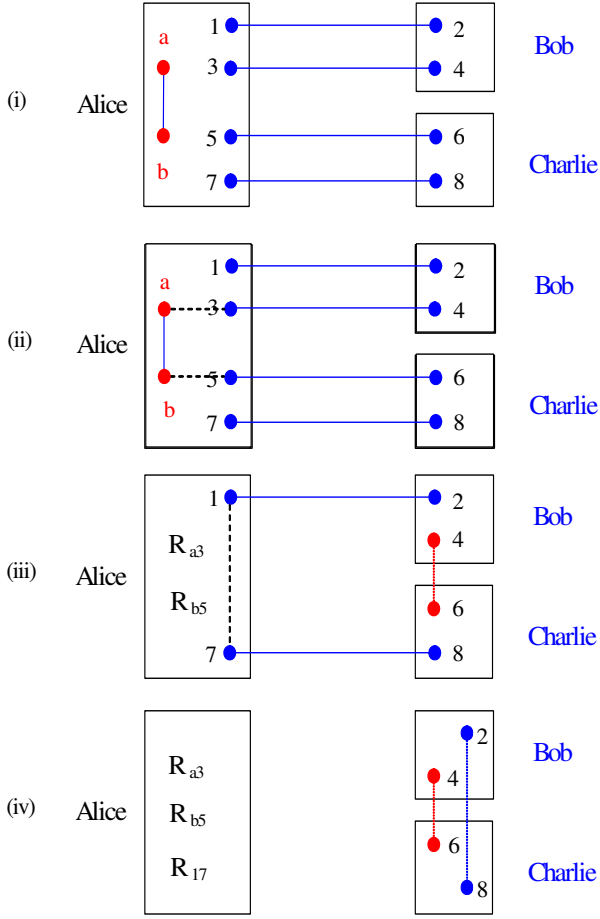 1 2 Bob
a
3 4
(i) Alice
5 6
b
7 8 Charlie
1 2 Bob
a
3 4
(ii) Alice
5 6
b
7 8 Charlie
1 2 Bob
R a3 4
(iii) Alice
R b5 6
7 8 Charlie
2 Bob
R a3 4
(iv) Alice R b5
6
R 17 8 Charlie